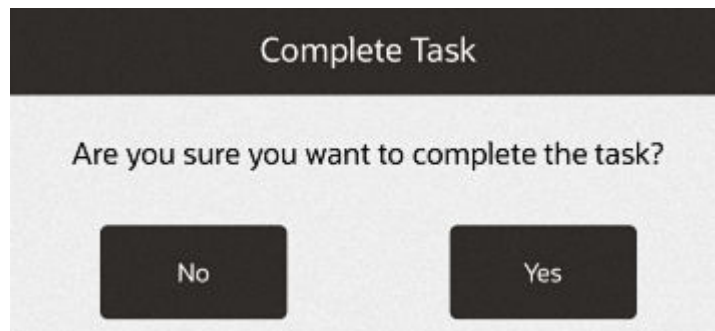 Complete Task
Are you sure you want to complete the task?
No
Yes